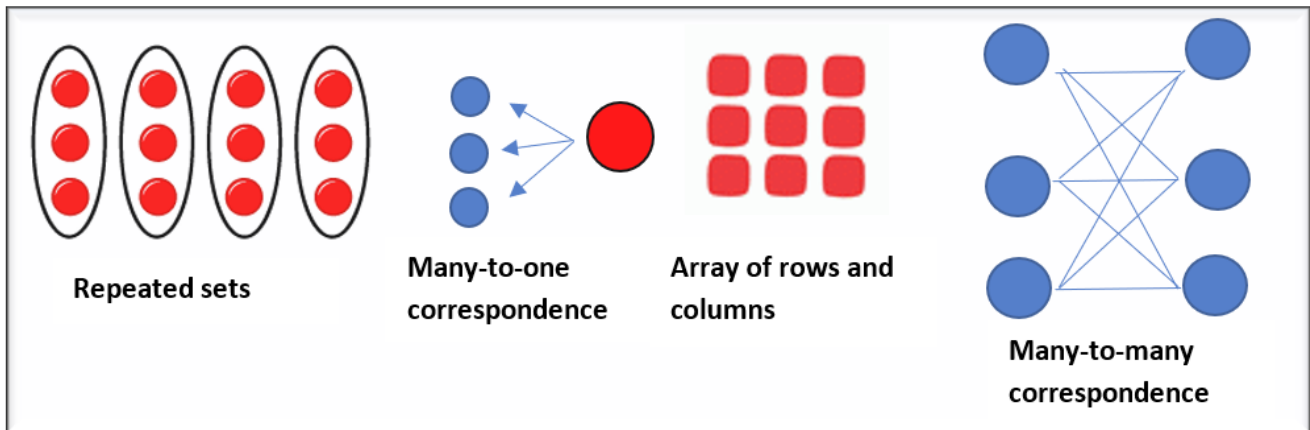 Repeated sets
Many-to-one
correspondence
Array of rows and
columns
Many-to-many
correspondence